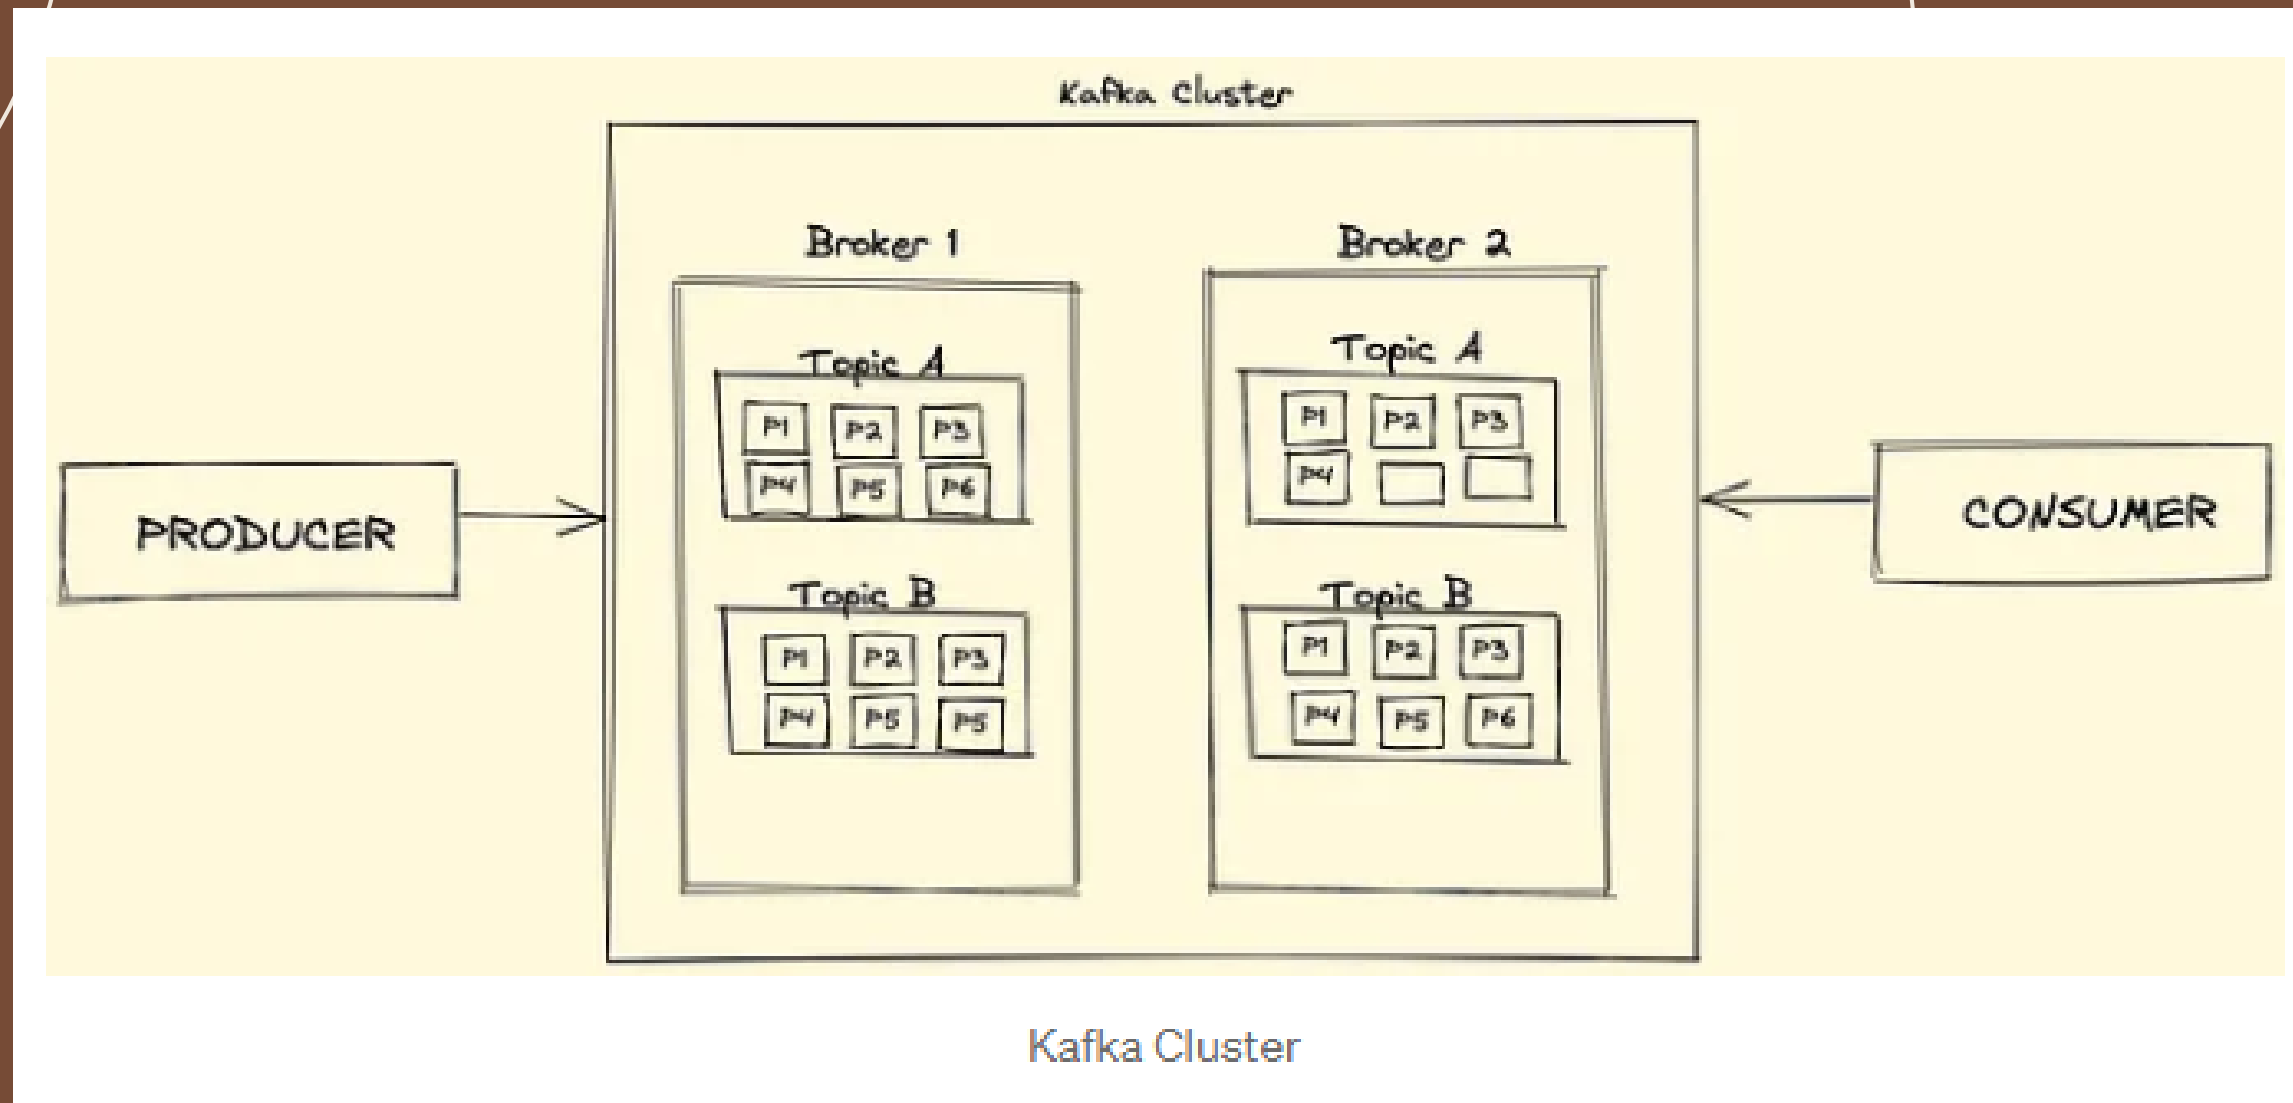 Kafka Cluster
Broker 1
Broker 2
Topic A
P1 P2 P3
P4 P5 P6
Topic B
P1 P2 P3
P4 P5 P5
Topic A
P1 P2 P3
P4
Topic B
P1 P2 P3
P4 P5 P6
PRODUCER
CONSUMER
Kafka Cluster